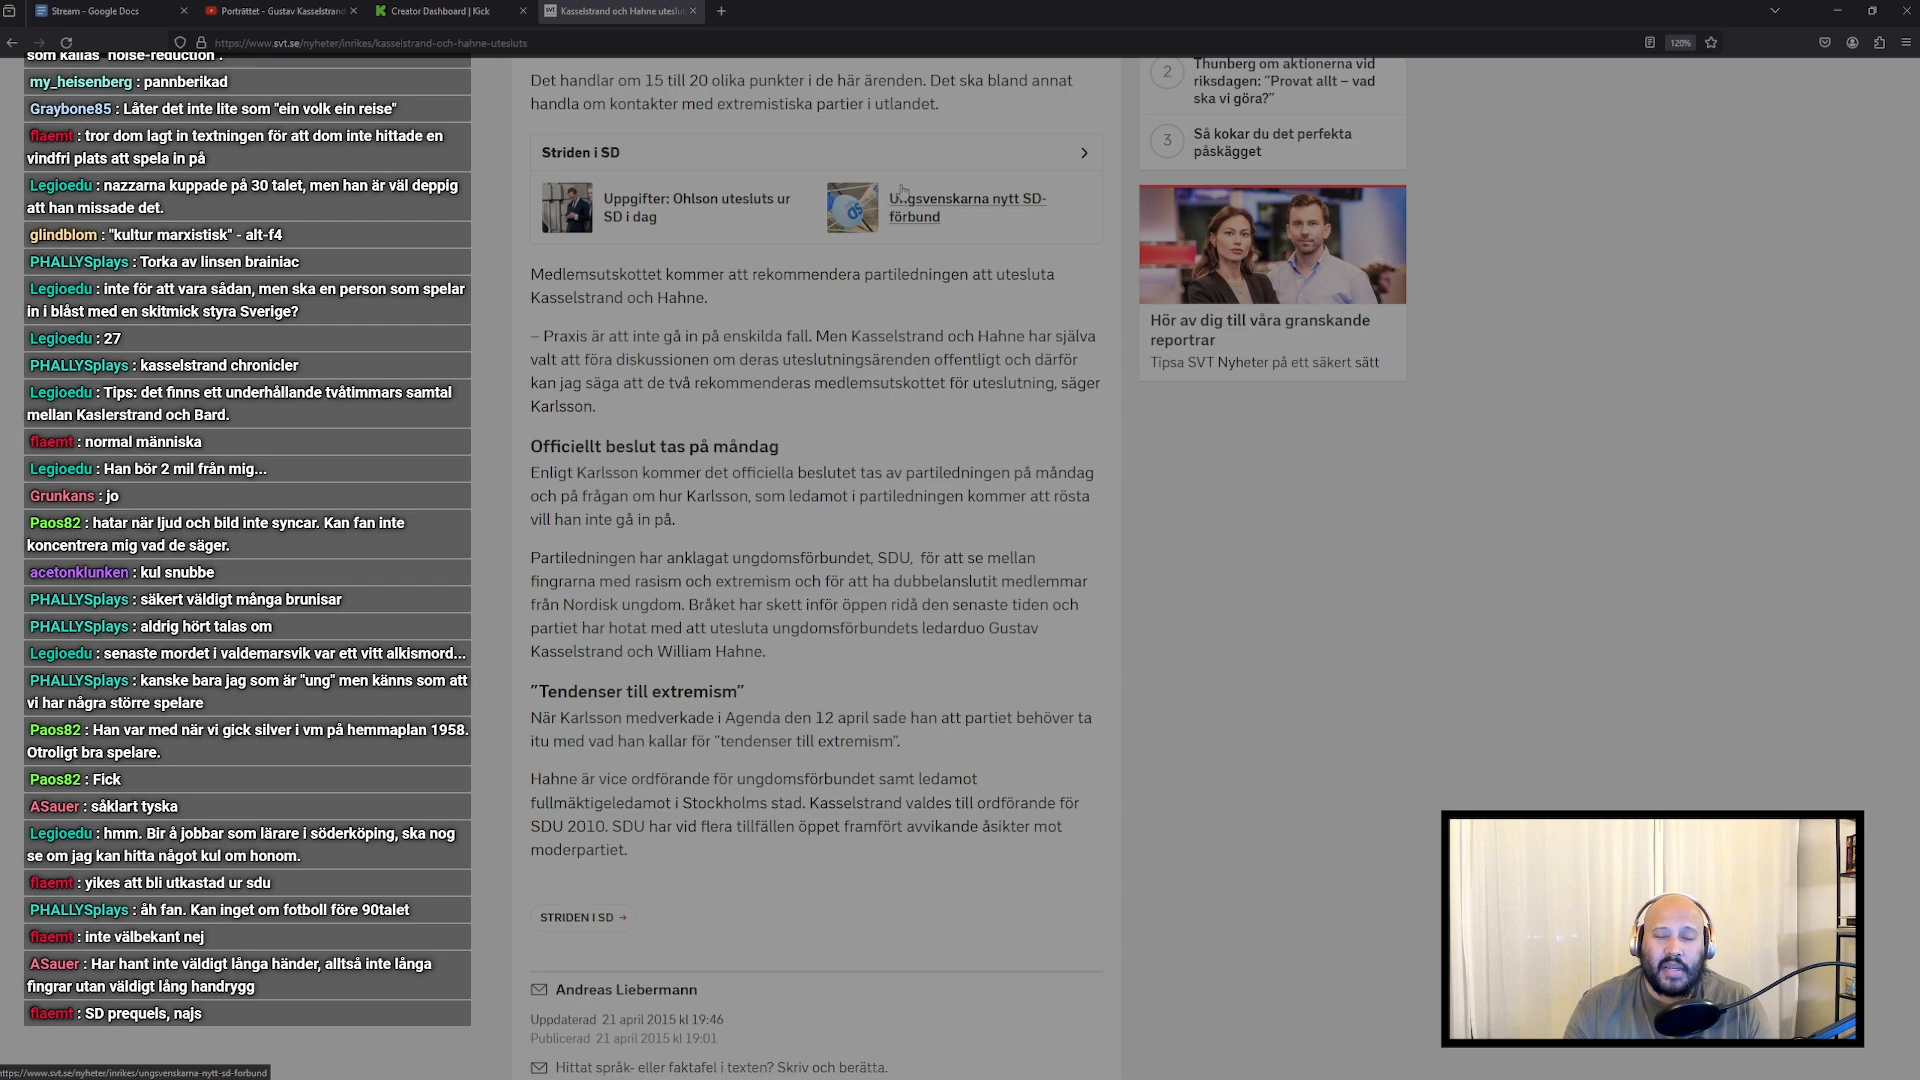 Stream - Google Docs
Porträttet - Gustav Kasselstrand
Creator Dashboard | Kick
Kasselstrand och Hahne uteslut
https://www.svt.se/nyheter/inrikes/kasselstrand-och-hahne-utesluts
120%
som kallas "noise-reduction".
my_heisenberg : pannberikad
Graybone85 : Låter det inte lite som "ein volk ein reise"
flaemt : tror dom lagt in textningen för att dom inte hittade en
vindfri plats att spela in på
Legioedu : nazzarna kuppade på 30 talet, men han är väl deppig
att han missade det.
glindblom : "kultur marxistisk" - alt-f4
PHALLYSplays : Torka av linsen brainiac
Legioedu : inte för att vara sådan, men ska en person som spelar
in i blåst med en skitmick styra Sverige?
Legioedu : 27
PHALLYSplays : kasselstrand chronicler
Legioedu : Tips: det finns ett underhållande tvåtimmars samtal
mellan Kaslerstrand och Bard.
flaemt : normal människa
Legioedu : Han bör 2 mil från mig...
Grunkans : jo
Paos82 : hatar när ljud och bild inte syncar. Kan fan inte
koncentrera mig vad de säger.
acetonklunken : kul snubbe
PHALLYSplays : säkert väldigt många brunisar
PHALLYSplays : aldrig hört talas om
Legioedu : senaste mordet i valdemarsvik var ett vitt alkismord...
PHALLYSplays : kanske bara jag som är "ung" men känns som att
vi har några större spelare
Paos82 : Han var med när vi gick silver i vm på hemmaplan 1958.
Otroligt bra spelare.
Paos82 : Fick
ASauer : såklart tyska
Legioedu : hmm. Bir å jobbar som lärare i söderköping, ska nog
se om jag kan hitta något kul om honom.
flaemt : yikes att bli utkastad ur sdu
PHALLYSplays : åh fan. Kan inget om fotboll före 90talet
flaemt : inte välbekant nej
ASauer : Har hant inte väldigt långa händer, alltså inte långa
fingrar utan väldigt lång handrygg
flaemt : SD prequels, najs
https://www.svt.se/nyheter/inrikes/ungsvenskarna-nytt-sd-forbund
Det handlar om 15 till 20 olika punkter i de här ärenden. Det ska bland annat
handla om kontakter med extremistiska partier i utlandet.
Striden i SD
Uppgifter: Ohlson utesluts ur
SD i dag
Ungsvenskarna nytt SD-
förbund
Medlemsutskottet kommer att rekommendera partiledningen att utesluta
Kasselstrand och Hahne.
– Praxis är att inte gå in på enskilda fall. Men Kasselstrand och Hahne har själva
valt att föra diskussionen om deras uteslutningsärenden offentligt och därför
kan jag säga att de två rekommenderas medlemsutskottet för uteslutning, säger
Karlsson.
Officiellt beslut tas på måndag
Enligt Karlsson kommer det officiella beslutet tas av partiledningen på måndag
och på frågan om hur Karlsson, som ledamot i partiledningen kommer att rösta
vill han inte gå in på.
Partiledningen har anklagat ungdomsförbundet, SDU, för att se mellan
fingrarna med rasism och extremism och för att ha dubbelanslutit medlemmar
från Nordisk ungdom. Bråket har skett inför öppen ridå den senaste tiden och
partiet har hotat med att utesluta ungdomsförbundets ledarduo Gustav
Kasselstrand och William Hahne.
”Tendenser till extremism”
När Karlsson medverkade i Agenda den 12 april sade han att partiet behöver ta
itu med vad han kallar för ”tendenser till extremism”.
Hahne är vice ordförande för ungdomsförbundet samt ledamot
fullmäktigeledamot i Stockholms stad. Kasselstrand valdes till ordförande för
SDU 2010. SDU har vid flera tillfällen öppet framfört avvikande åsikter mot
moderpartiet.
STRIDEN I SD
Andreas Liebermann
Uppdaterad 21 april 2015 kl 19:46
Publicerad 21 april 2015 kl 19:01
Hittat språk- eller faktafel i texten? Skriv och berätta.
2
Thunberg om aktionerna vid
riksdagen: ”Provat allt – vad
ska vi göra?”
3
Så kokar du det perfekta
påskägget
Hör av dig till våra granskande
reportrar
Tipsa SVT Nyheter på ett säkert sätt